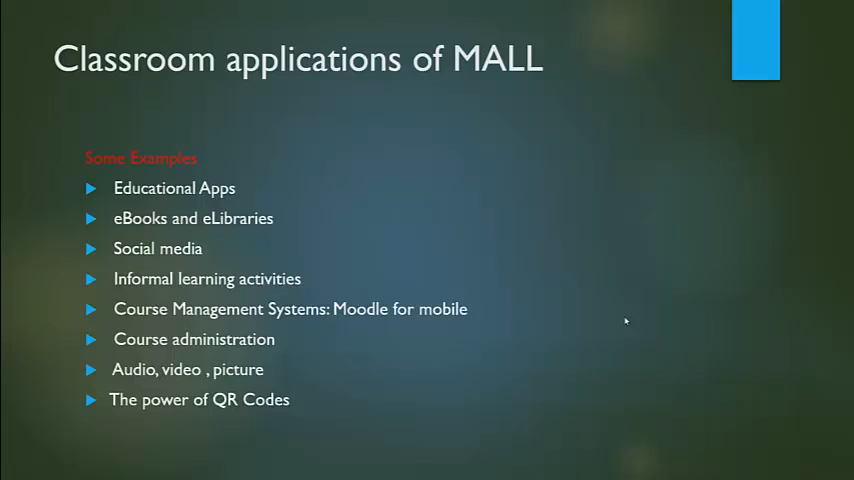 Classroom applications of MALL
Some Examples
Educational Apps
eBooks and eLibraries
Social media
Informal learning activities
Course Management Systems: Moodle for mobile
Course administration
Audio, video , picture
The power of QR Codes